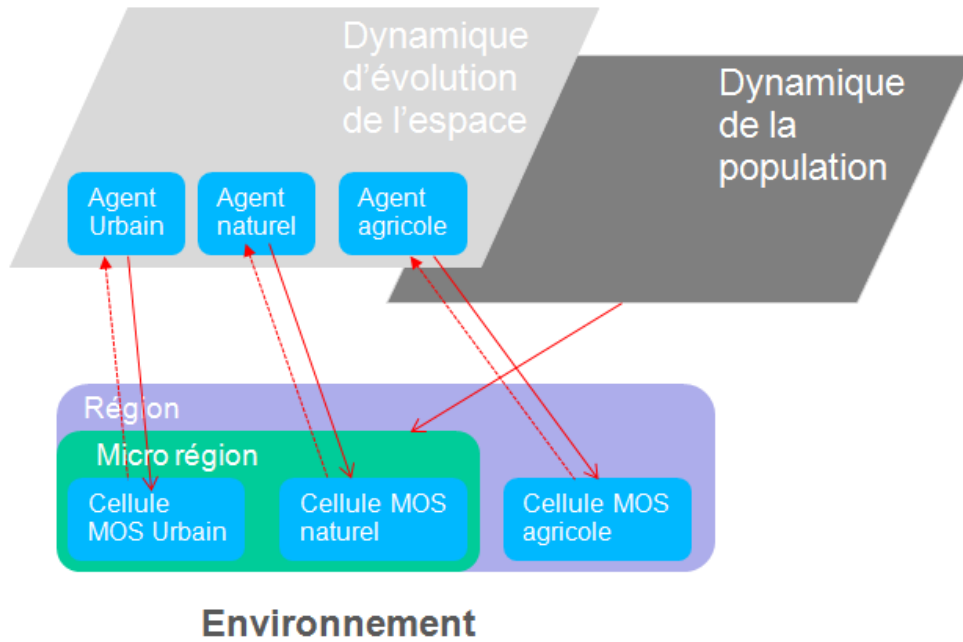 Dynamique
d'évolution
de l'espace
Dynamique
de la
population
Agent
Urbain
Agent
naturel
Agent
agricole
Région
Micro région
Cellule
MOS Urbain
Cellule MOS
naturel
Cellule MOS
agricole
Environnement